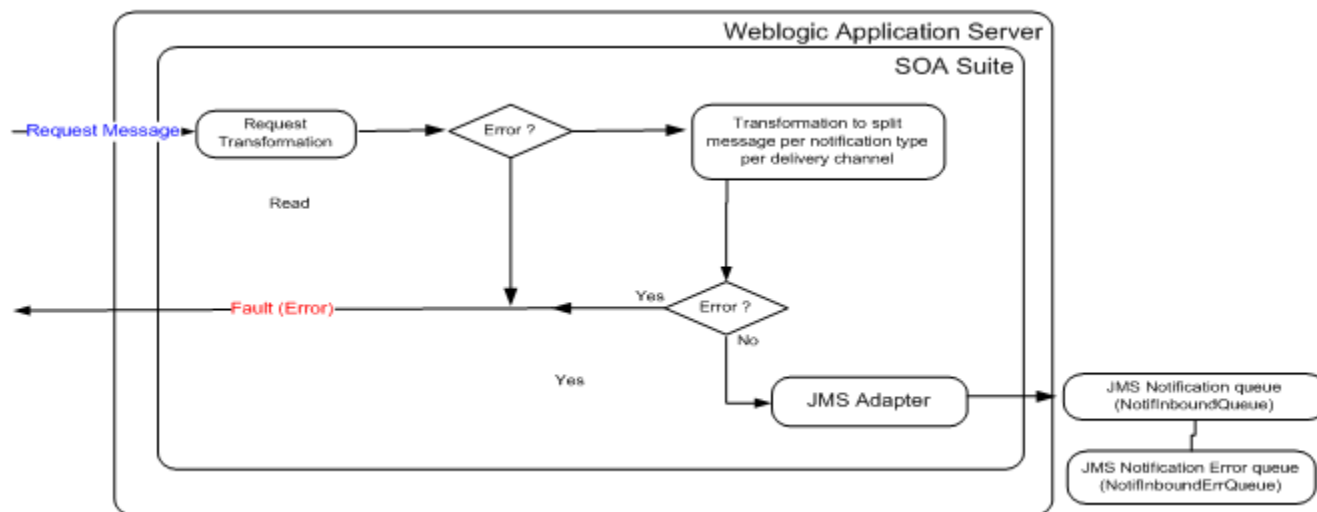 Weblogic Application Server
SOA Suite
Request Message
Request
Transformation
Error ?
Transformation to split
message per notification type
per delivery channel
Read
Fault (Error)
Yes
Error ?
No
Yes
JMS Adapter
JMS Notification queue
(NotifInboundQueue)
JMS Notification Error queue
(NotifInboundErrQueue)